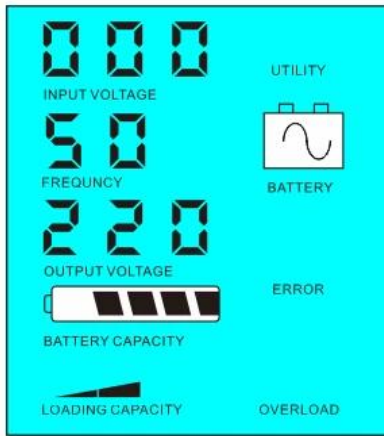 000
UTILITY
INPUT VOLTAGE
50
FREQUNCY
BATTERY
220
OUTPUT VOLTAGE
ERROR
BATTERY CAPACITY
LOADING CAPACITY
OVERLOAD